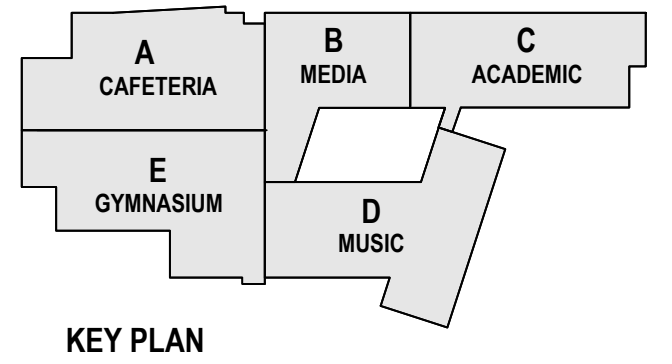 A
CAFETERIA
B
MEDIA
C
ACADEMIC
E
GYMNASIUM
D
MUSIC
KEY PLAN